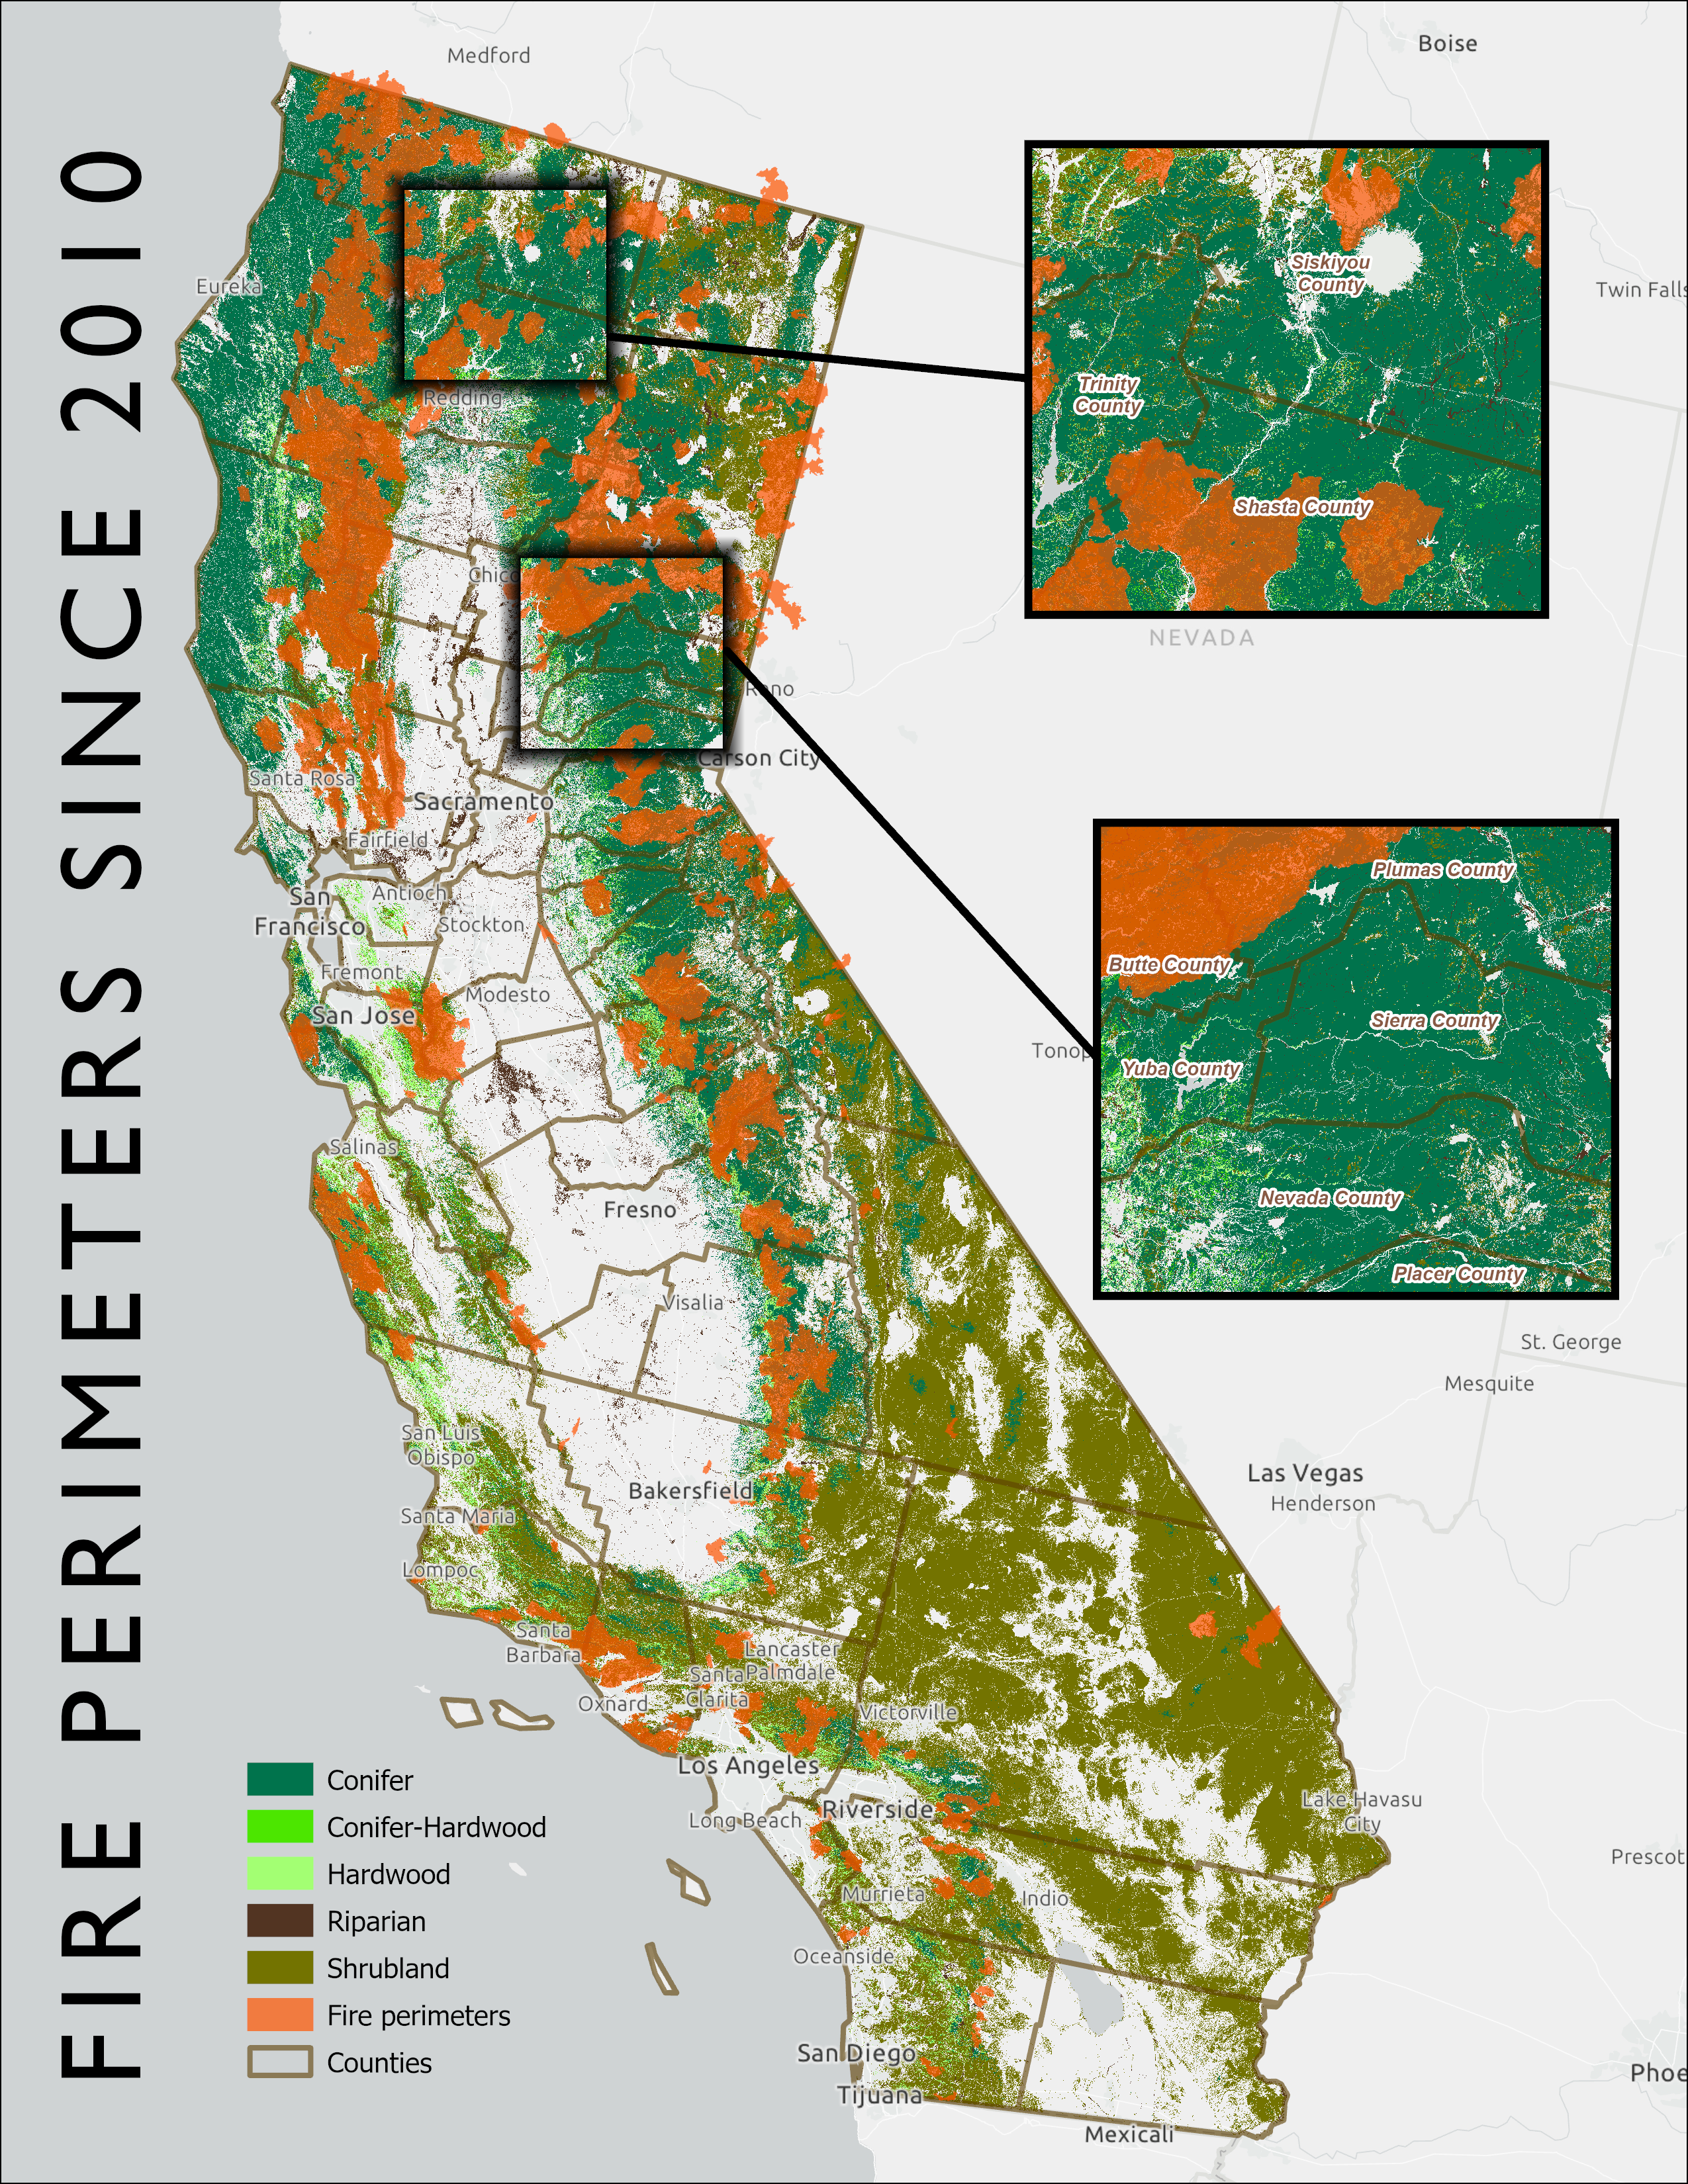 FIRE PERIMETERS SINCE 2010
Medford
Boise
Twin Falls
Eureka
Redding
Siskiyou
County
Trinity
County
Shasta County
NEVADA
Chico
Reno
Carson City
Santa Rosa
Sacramento
Fairfield
Antioch
San
Francisco
Stockton
Fremont
Modesto
San Jose
Plumas County
Butte County
Sierra County
Yuba County
Nevada County
Placer County
Tonop
Salinas
Fresno
Visalia
St. George
Mesquite
San Luis
Obispo
Las Vegas
Henderson
Bakersfield
Santa Maria
Lompoc
Santa
Barbara
Lancaster
Palmdale
Santa
Clarita
Oxnard
Victorville
Los Angeles
Long Beach
Riverside
Lake Havasu
City
Prescot
Murrieta
Indio
Oceanside
San Diego
Tijuana
Mexicali
Phoe
Conifer
Conifer-Hardwood
Hardwood
Riparian
Shrubland
Fire perimeters
Counties